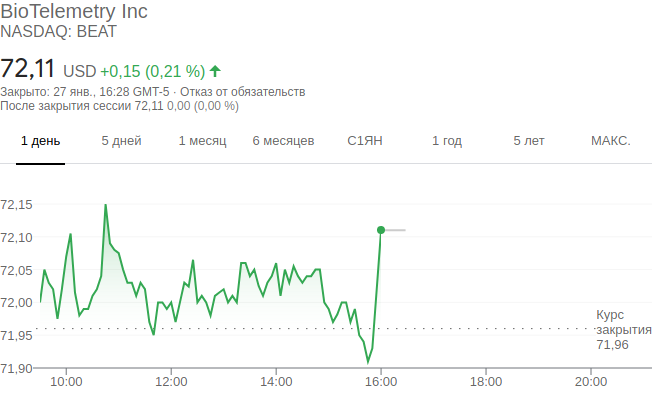 BioTelemetry Inc
NASDAQ: BEAT
72,11 USD +0,15 (0,21 %)
Закрыто: 27 янв., 16:28 GMT-5 · Отказ от обязательств
После закрытия сессии 72,11 0,00 (0,00 %)
1 день 5 дней 1 месяц 6 месяцев С1ЯН 1 год 5 лет МАКС.
72,15
72,10
72,05
72,00
71,95
71,90
Курс
закрытия
71,96
10:00 12:00 14:00 16:00 18:00 20:00